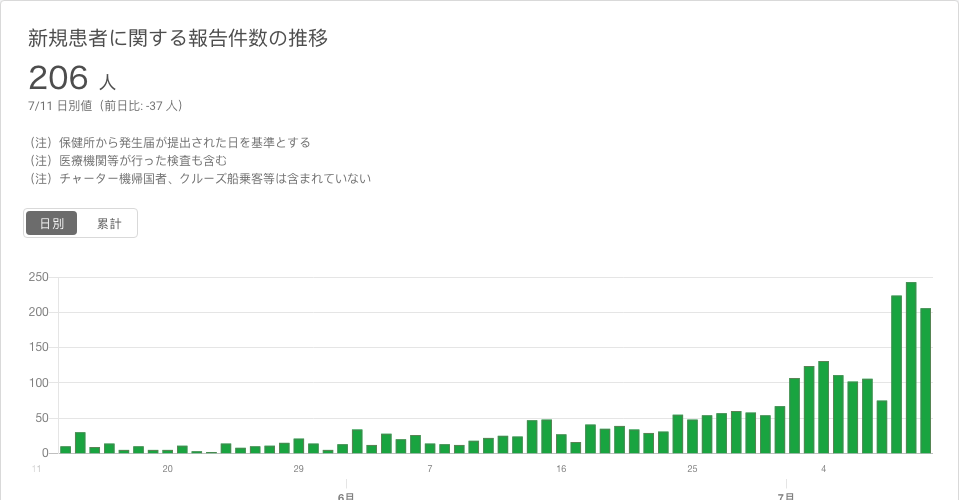 新規患者に関する報告件数の推移
206 人
7/11 日別値（前日比: -37 人）
（注）保健所から発生届が提出された日を基準とする
（注）医療機関等が行った検査も含む
（注）チャーター機帰国者、クルーズ船乗客等は含まれていない
日別 累計
250
200
150
100
50
0
11 20 29 7 16 25 4
6月 7月